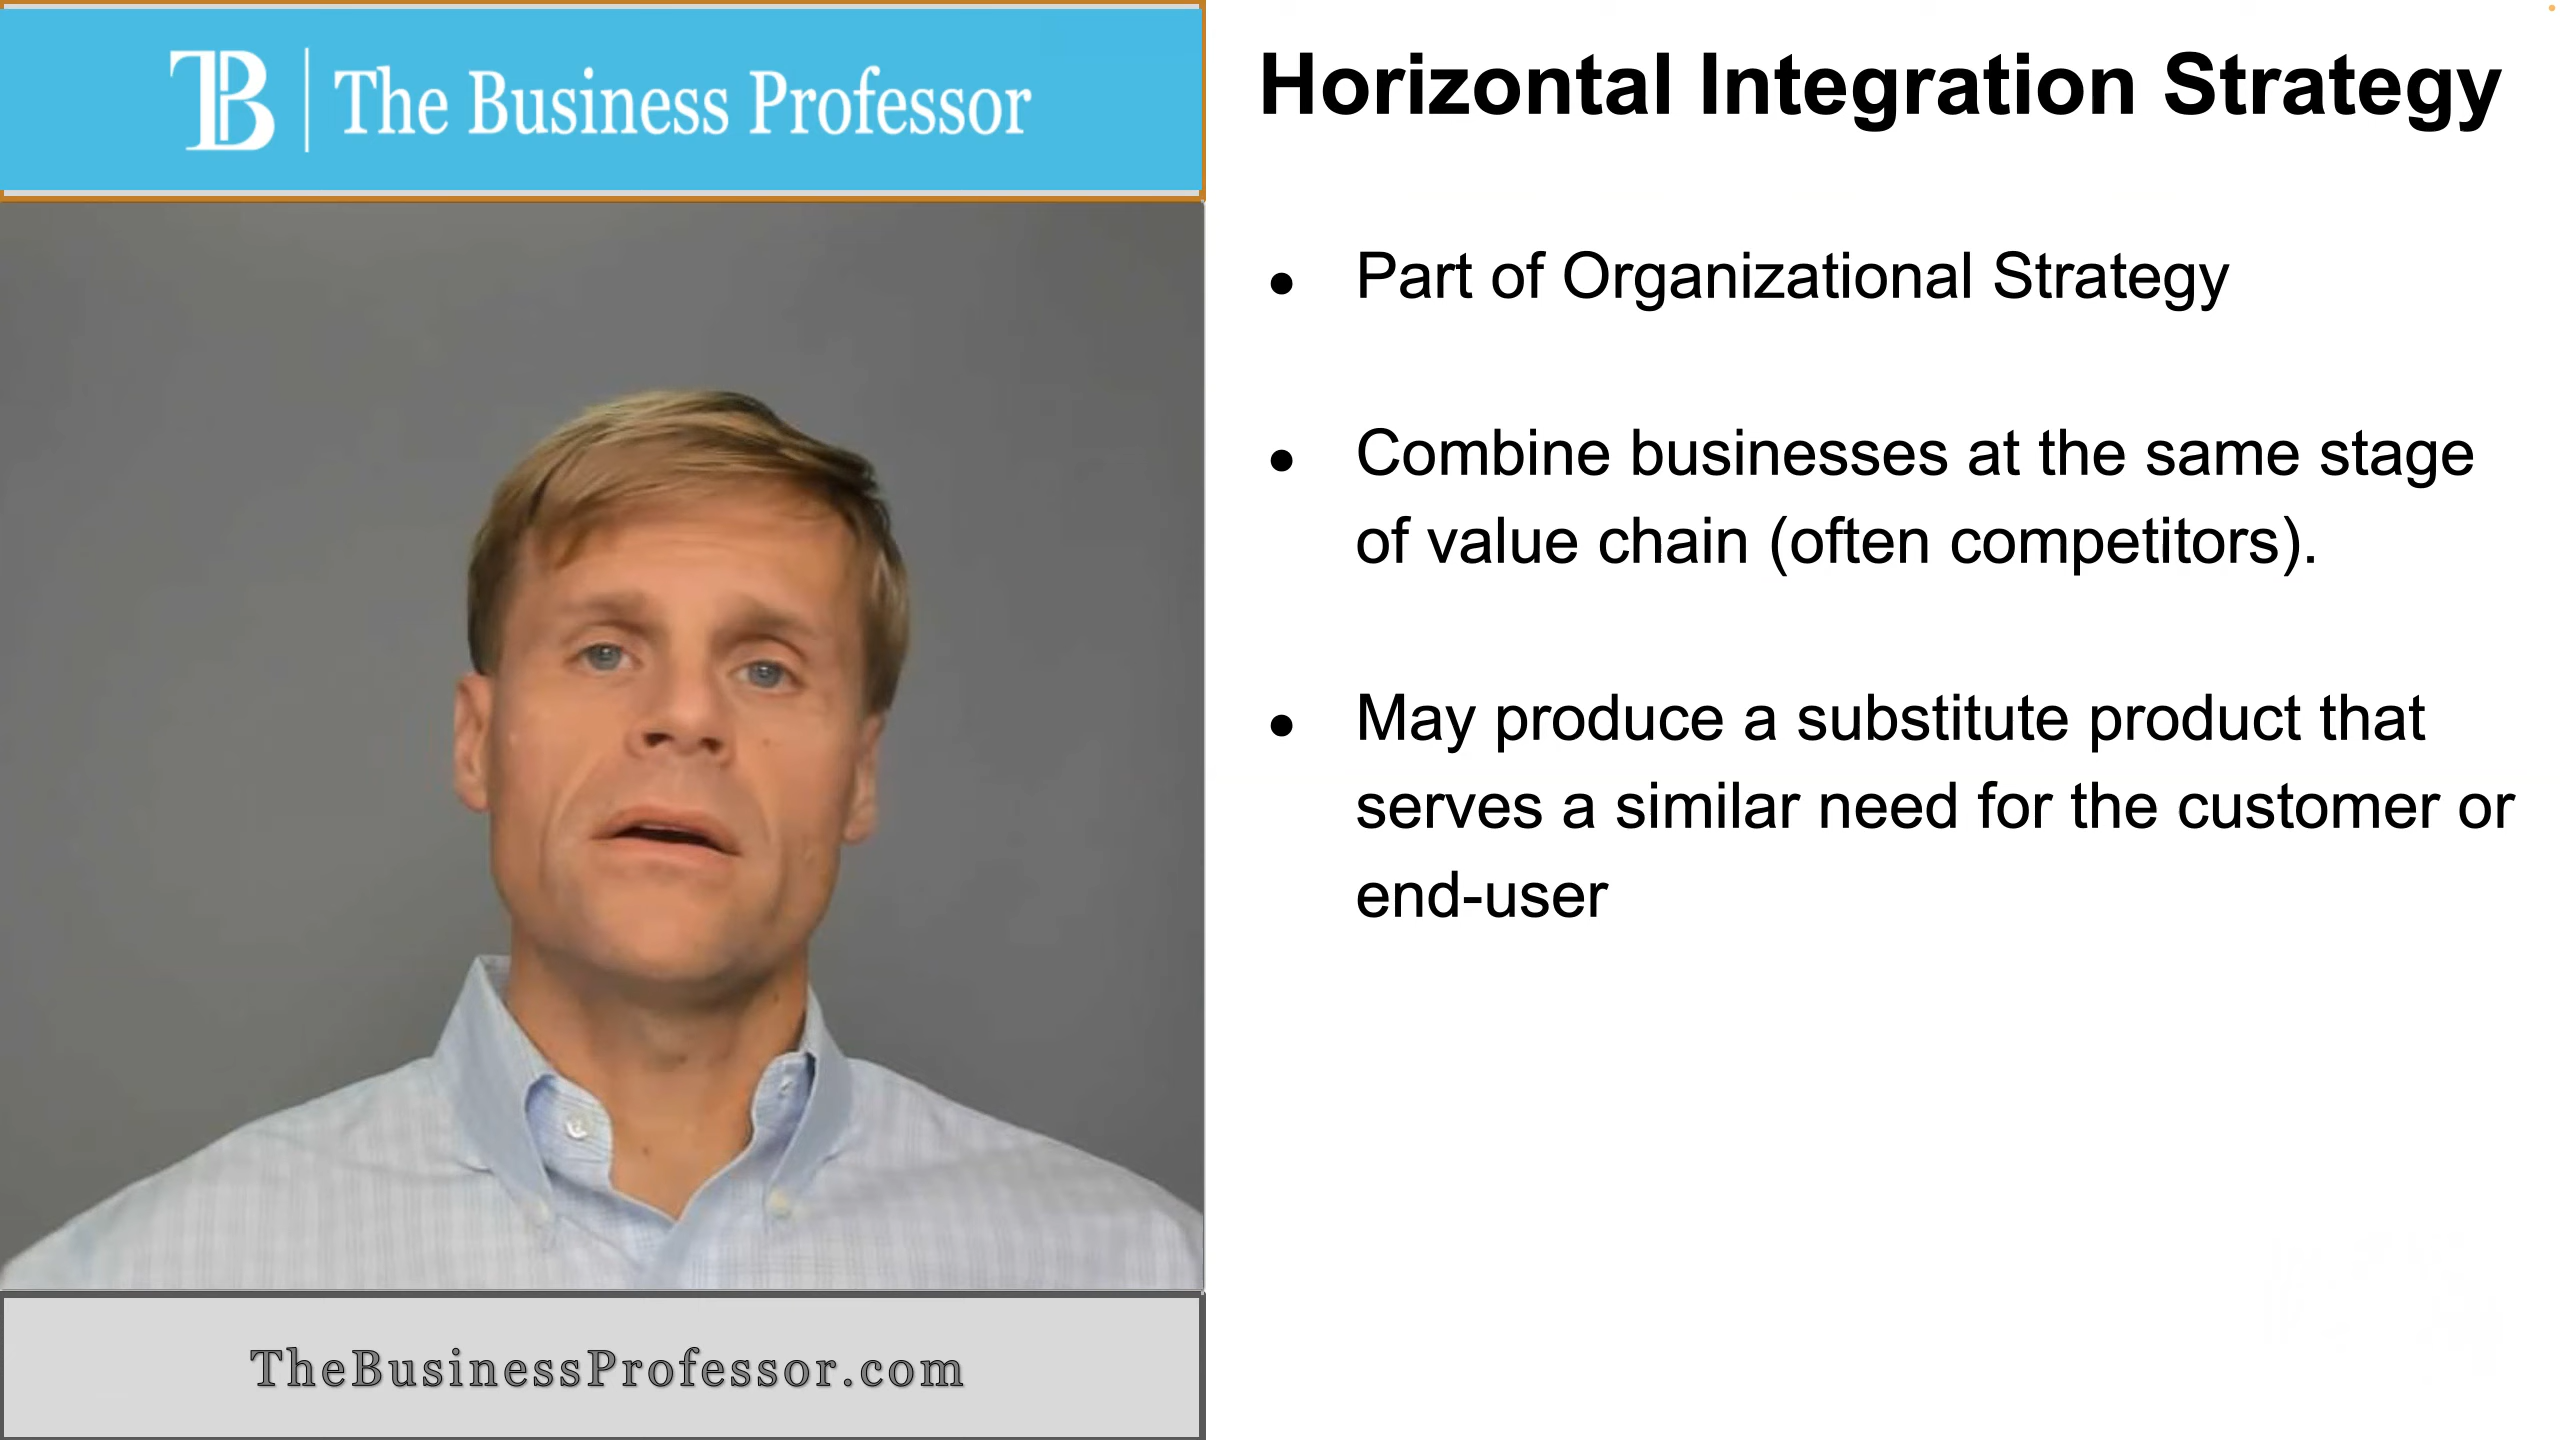 TB
The Business Professor
Horizontal Integration Strategy
● Part of Organizational Strategy
● Combine businesses at the same stage
of value chain (often competitors).
● May produce a substitute product that
serves a similar need for the customer or
end-user
TheBusinessProfessor.com